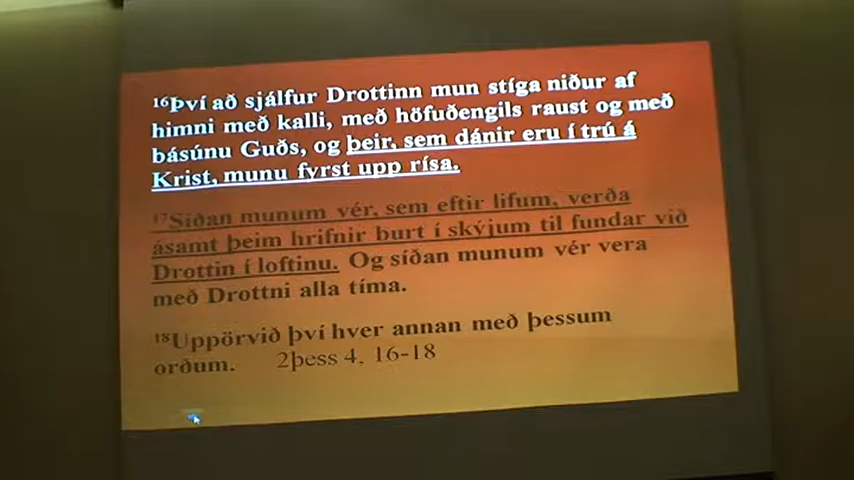 ¹⁶Því að sjálfur Drottinn mun stíga niður af
himni með kalli, með höfuðengils raust og með
básúnu Guðs, og þeir, sem dánir eru í trú á
Krist, munu fyrst upp rísa.
¹⁷Síðan munum vér, sem eftir lifum, verða
ásamt þeim hrifnir burt í skýjum til fundar við
Drottin í loftinu. Og síðan munum vér vera
með Drottni alla tíma.
¹⁸Uppörvið því hver annan með þessum
orðum. 2þess 4, 16-18